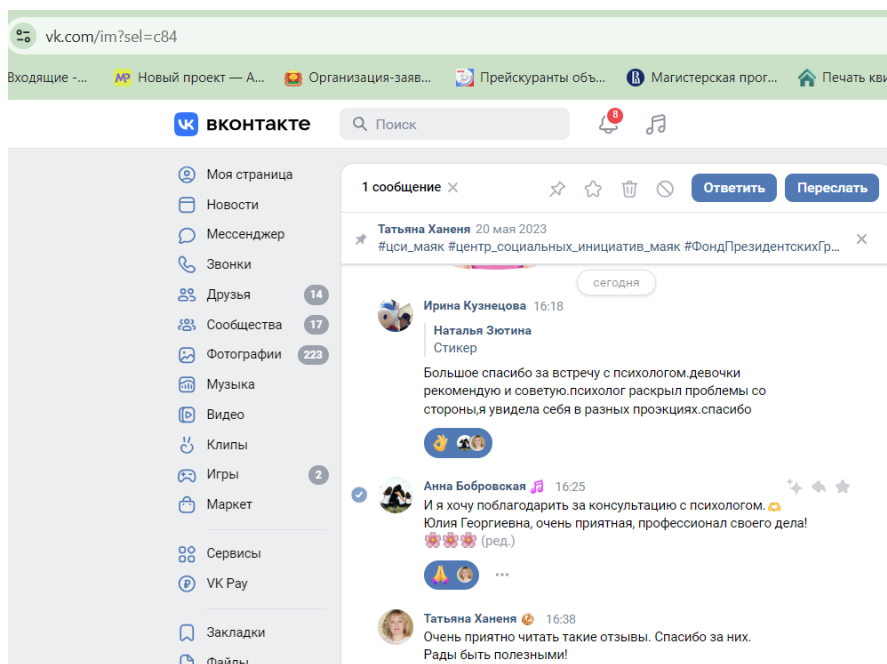 vk.com/im?sel=c84
Входящие -... Новый проект — А... Организация-заяв... Прейскуранты объ... Магистерская прог... Печать кви
ВКОНТАКТЕ Поиск 8
Моя страница
Новости
Мессенджер
Звонки
Друзья 14
Сообщества 17
Фотографии 223
Музыка
Видео
Клипы
Игры 2
Маркет
Сервисы
VK Pay
Закладки
Файлы
1 сообщение Ответить Переслать
Татьяна Ханеня 20 мая 2023
#цси_маяк #центр_социальных_инициатив_маяк #ФондПрезидентскихГр...
сегодня
Ирина Кузнецова 16:18
Наталья Зютина
Стикер
Большое спасибо за встречу с психологом.девочки
рекомендую и советую.психолог раскрыл проблемы со
стороны,я увидела себя в разных проэкциях.спасибо
Анна Бобровская 16:25
И я хочу поблагодарить за консультацию с психологом. 🫶
Юлия Георгиевна, очень приятная, профессионал своего дела!
🌸🌸🌸 (ред.)
Татьяна Ханеня 16:38
Очень приятно читать такие отзывы. Спасибо за них.
Рады быть полезными!